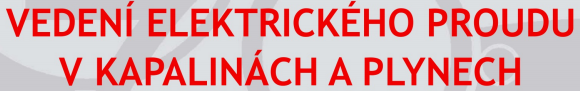 VEDENÍ ELEKTRICKÉHO PROUDU
V KAPALINÁCH A PLYNECH